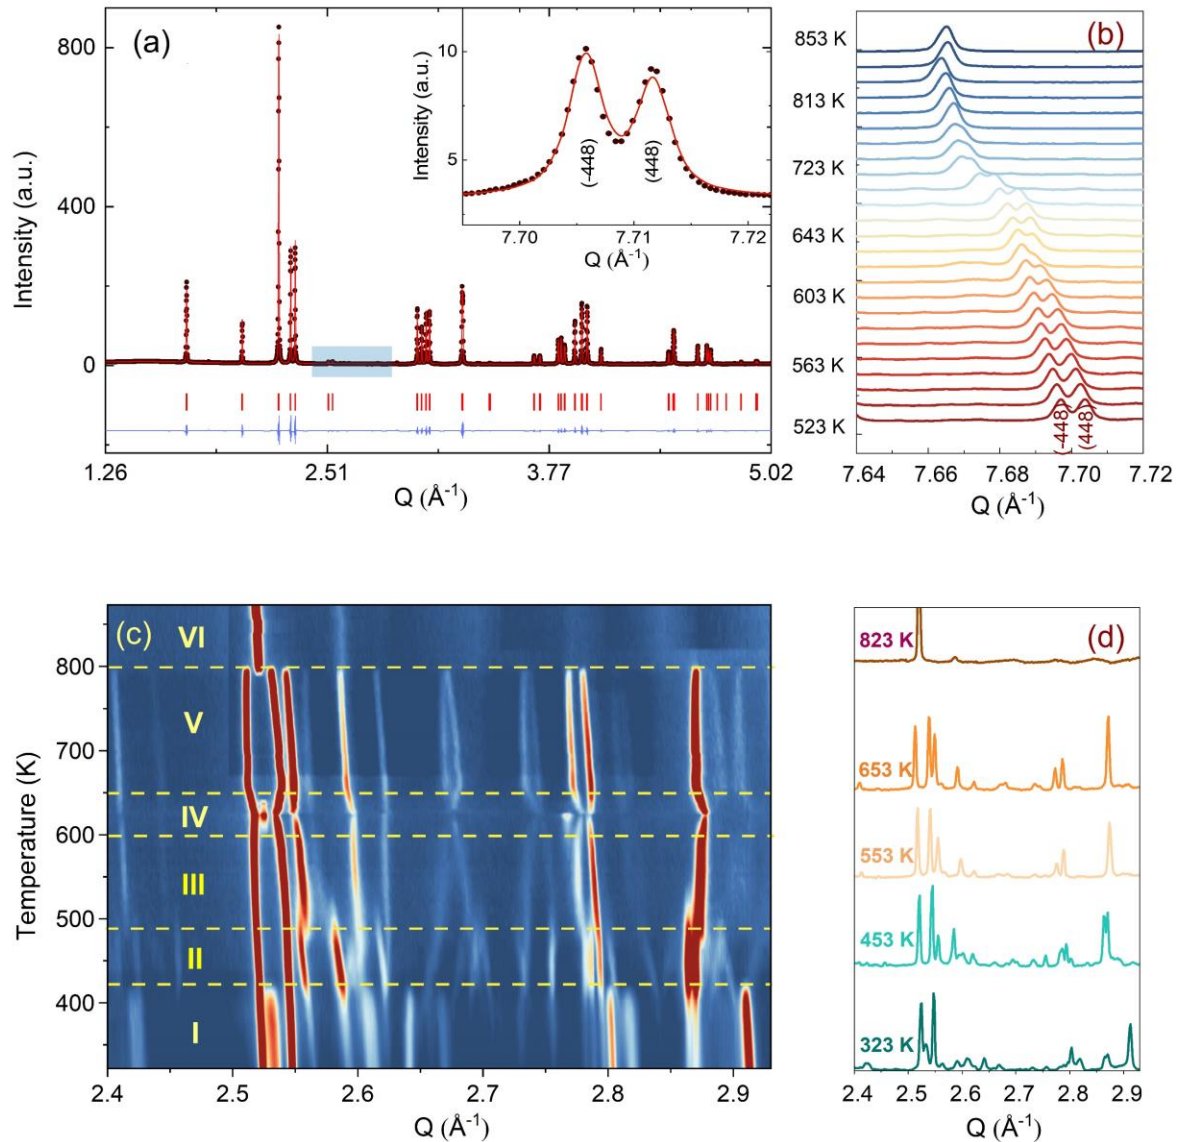 (a)
800
400
0
Intensity (a.u.)
1.26
2.51
3.77
5.02
Q (Å⁻¹)
10
5
Intensity (a.u.)
(-448)
(448)
7.70
7.71
7.72
Q (Å⁻¹)
(b)
853 K
813 K
723 K
643 K
603 K
563 K
523 K
(-448)
(448)
7.64
7.66
7.68
7.70
7.72
Q (Å⁻¹)
(c)
VI
V
IV
III
II
I
800
700
600
500
400
Temperature (K)
2.4
2.5
2.6
2.7
2.8
2.9
Q (Å⁻¹)
(d)
823 K
653 K
553 K
453 K
323 K
2.4
2.5
2.6
2.7
2.8
2.9
Q (Å⁻¹)